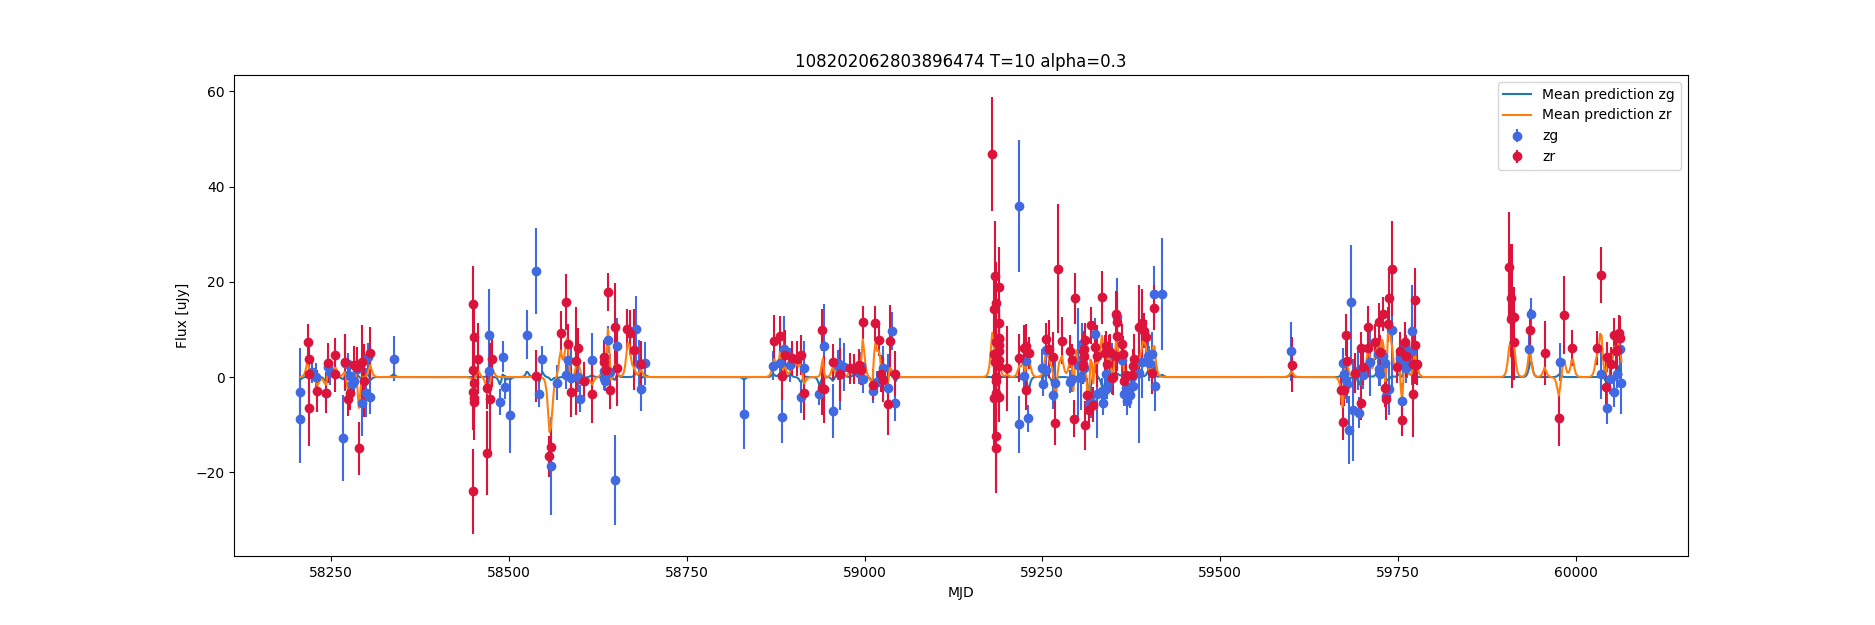 108202062803896474 T=10 alpha=0.3
60
40
20
0
−20
Flux [uJy]
58250 58500 58750 59000 59250 59500 59750 60000
MJD
Mean prediction zg
Mean prediction zr
zg
zr